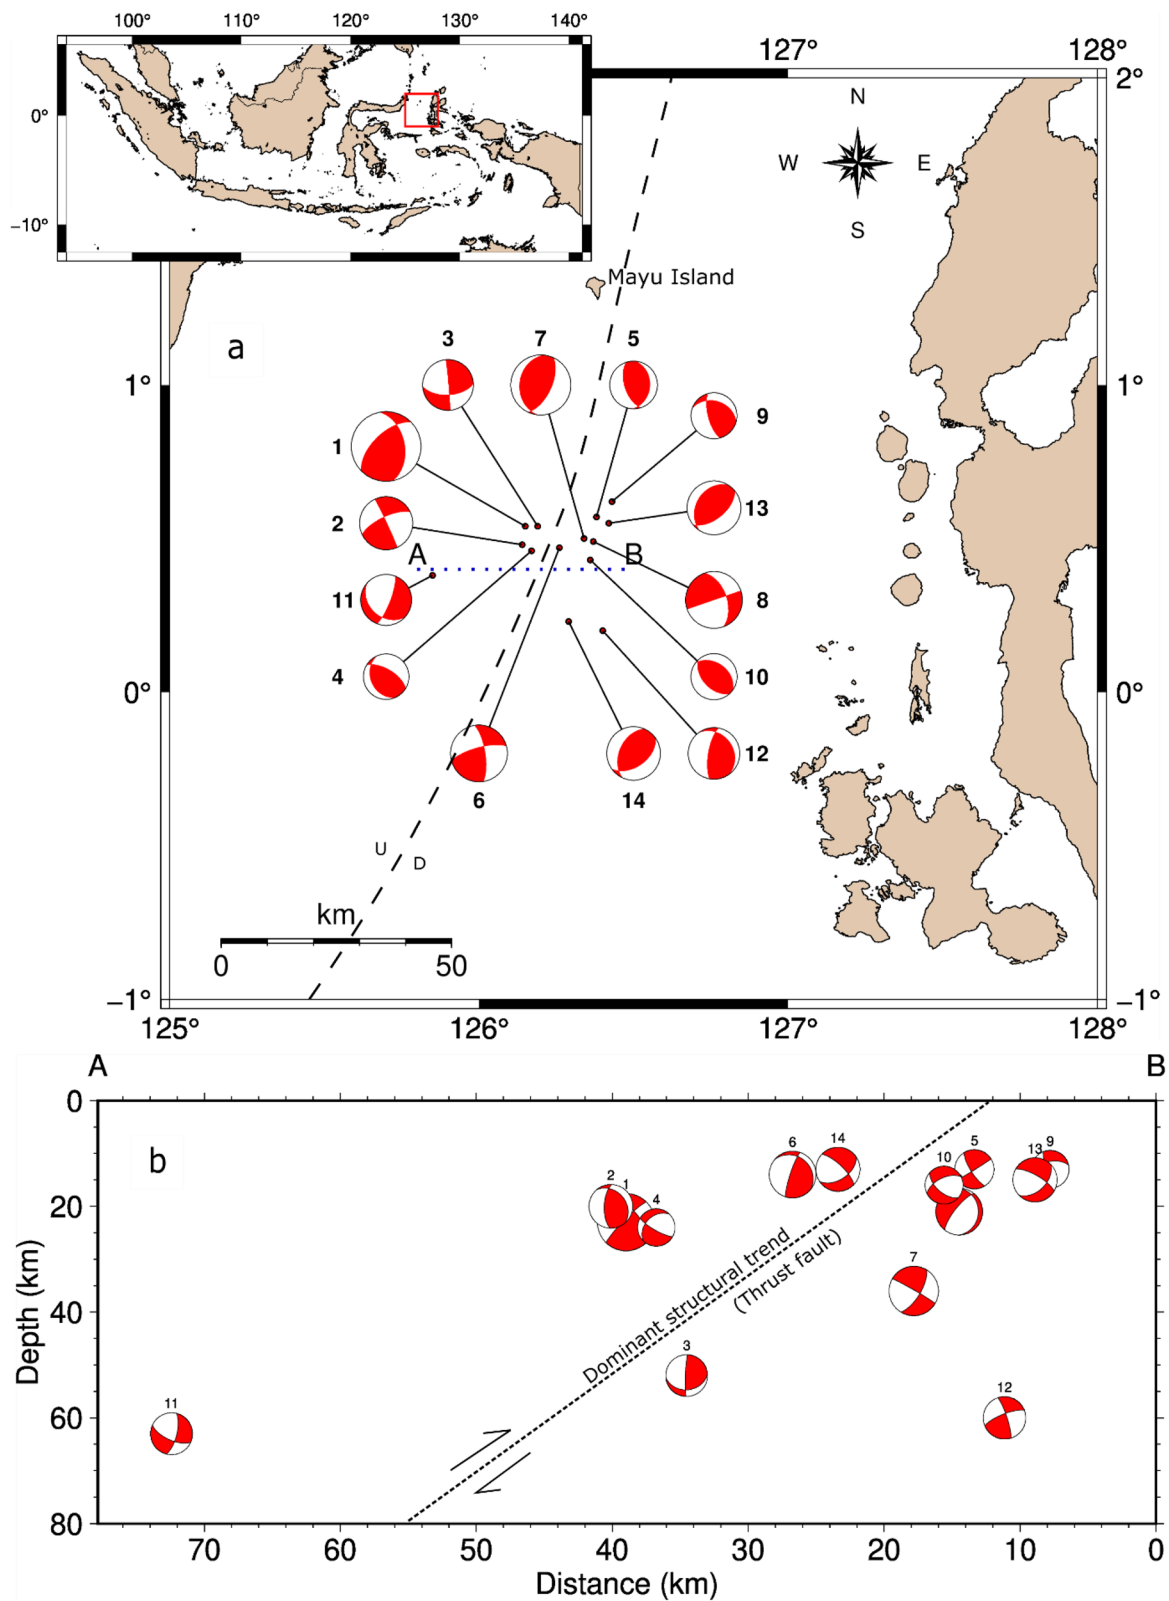 100° 110° 120° 130° 140°
0°
−10°
127° 128°
2°
N
W E
S
Mayu Island
a
3 7 5
1° 1°
9
1
13
2
A B
11 8
4 10
0° 0°
12
6 14
U
D
km
0 50
−1° −1°
125° 126° 127° 128°
A B
b
0
20
40
60
80
Depth (km)
6 14 10 5 13 9
2 1 4
7
3
11 12
Dominant structural trend
(Thrust fault)
70 60 50 40 30 20 10 0
Distance (km)